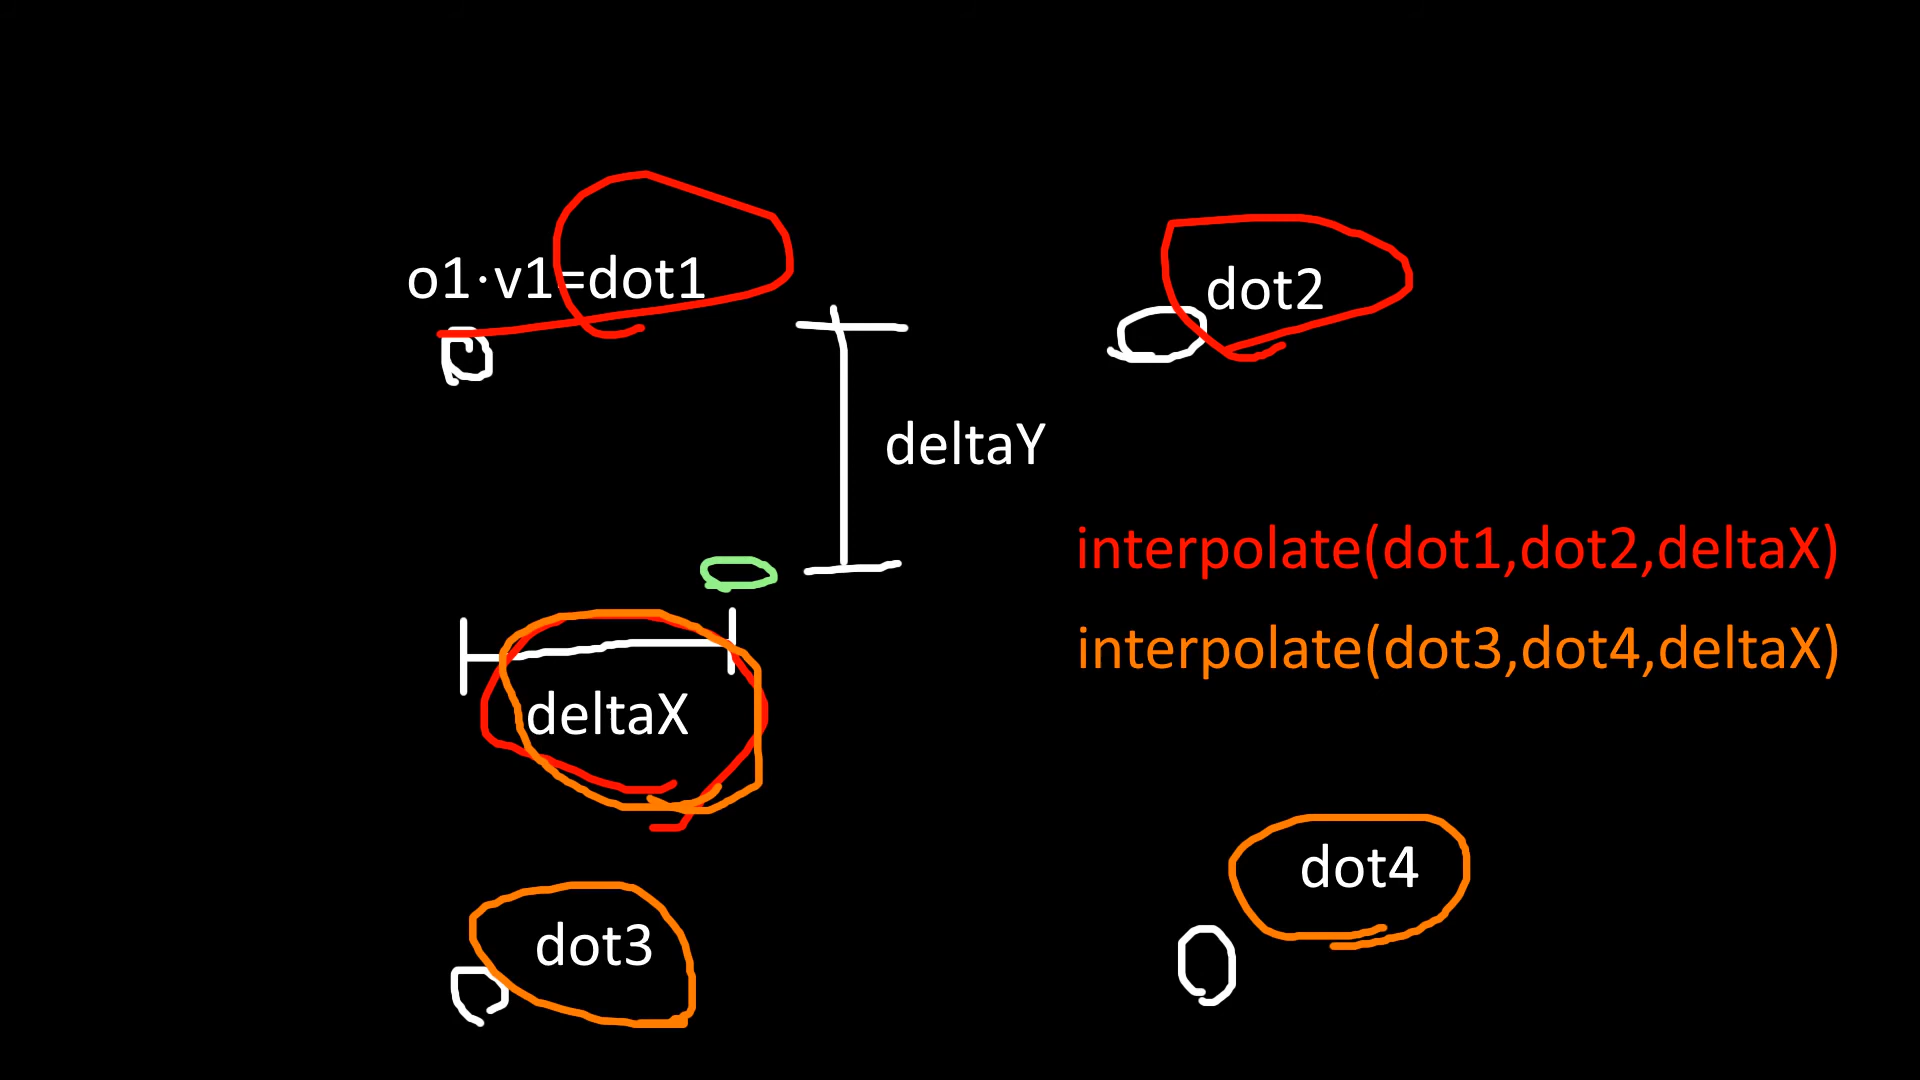 o1·v1=dot1
dot2
deltaY
interpolate(dot1,dot2,deltaX)
interpolate(dot3,dot4,deltaX)
deltaX
dot4
dot3